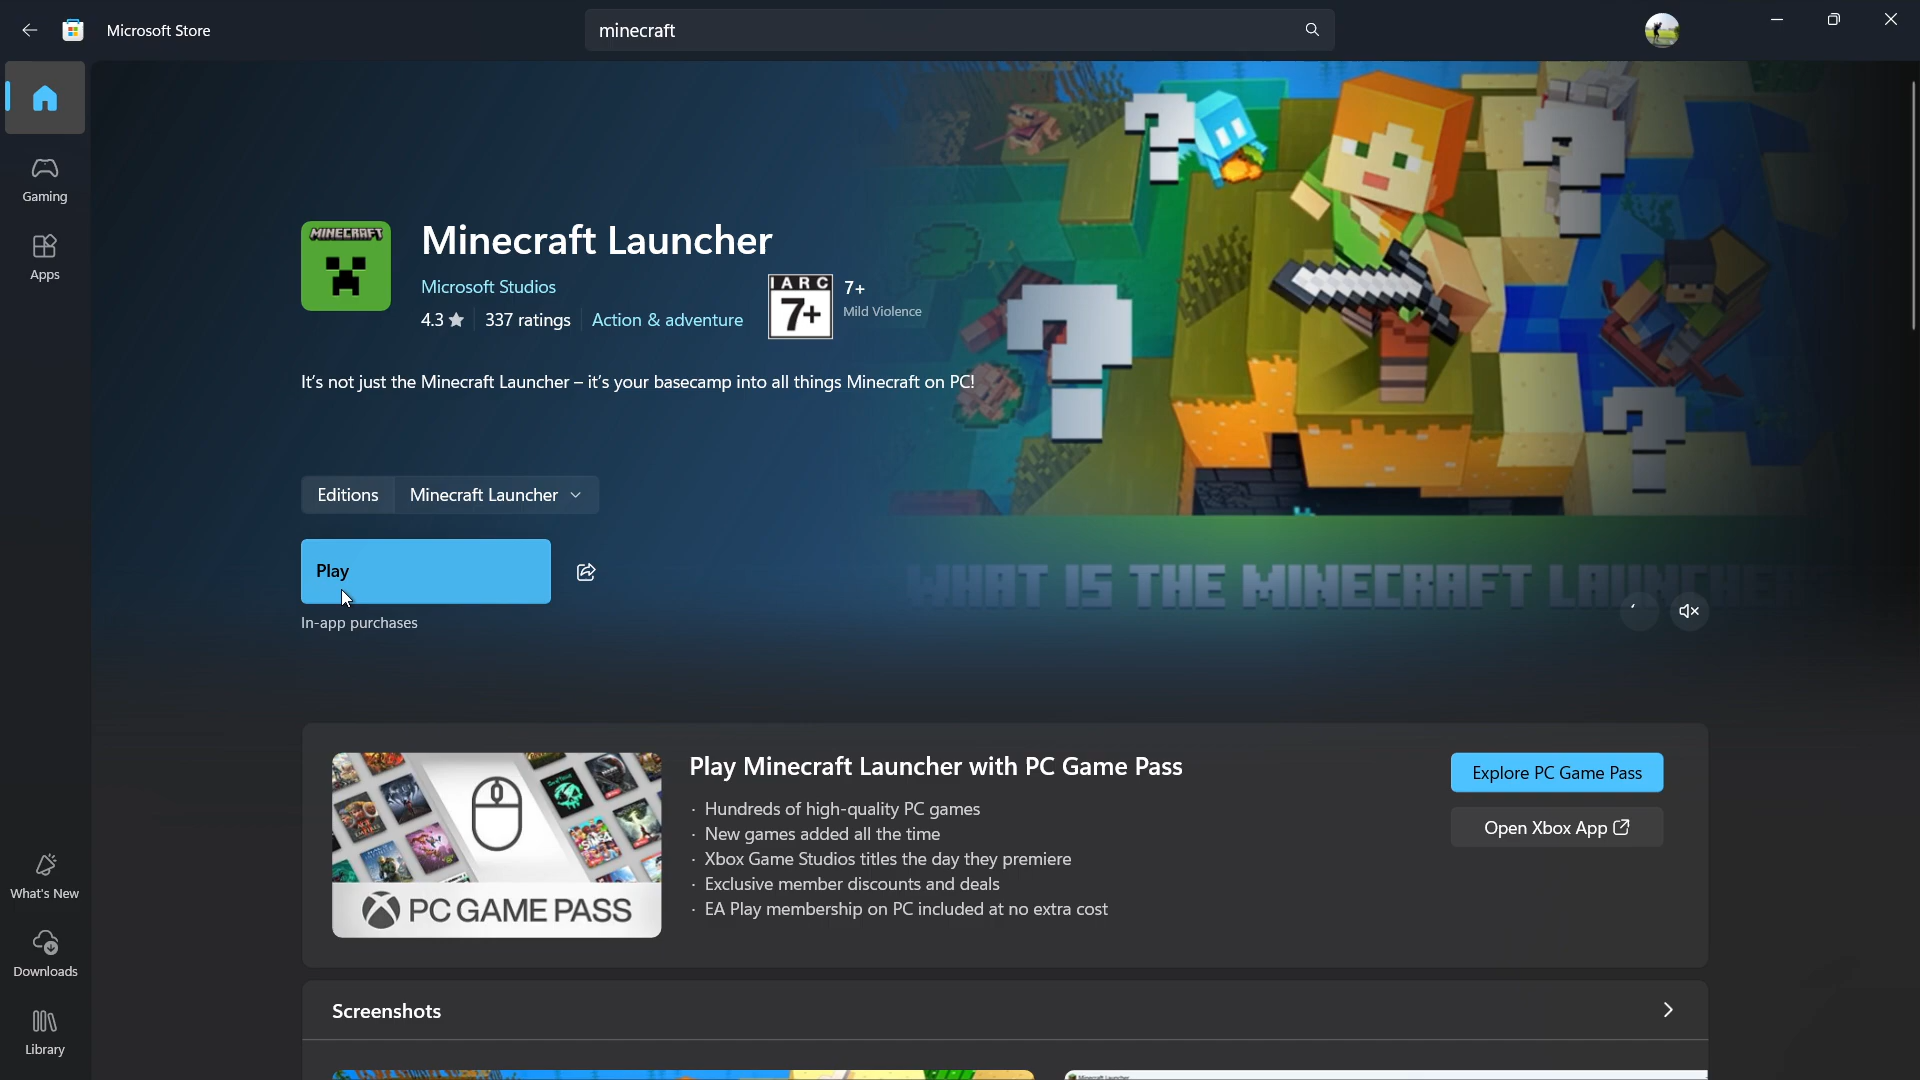 Microsoft Store
minecraft
Gaming
Apps
MINECRAFT
Minecraft Launcher
Microsoft Studios
4.3 ★ 337 ratings Action & adventure
IARC
7+
7+
Mild Violence
It's not just the Minecraft Launcher – it's your basecamp into all things Minecraft on PC!
Editions Minecraft Launcher
Play
In-app purchases
WHAT IS THE MINECRAFT LAUNCHER
Play Minecraft Launcher with PC Game Pass
· Hundreds of high-quality PC games
· New games added all the time
· Xbox Game Studios titles the day they premiere
· Exclusive member discounts and deals
· EA Play membership on PC included at no extra cost
PC GAME PASS
Explore PC Game Pass
Open Xbox App
What's New
Downloads
Library
Screenshots
Minecraft Launcher